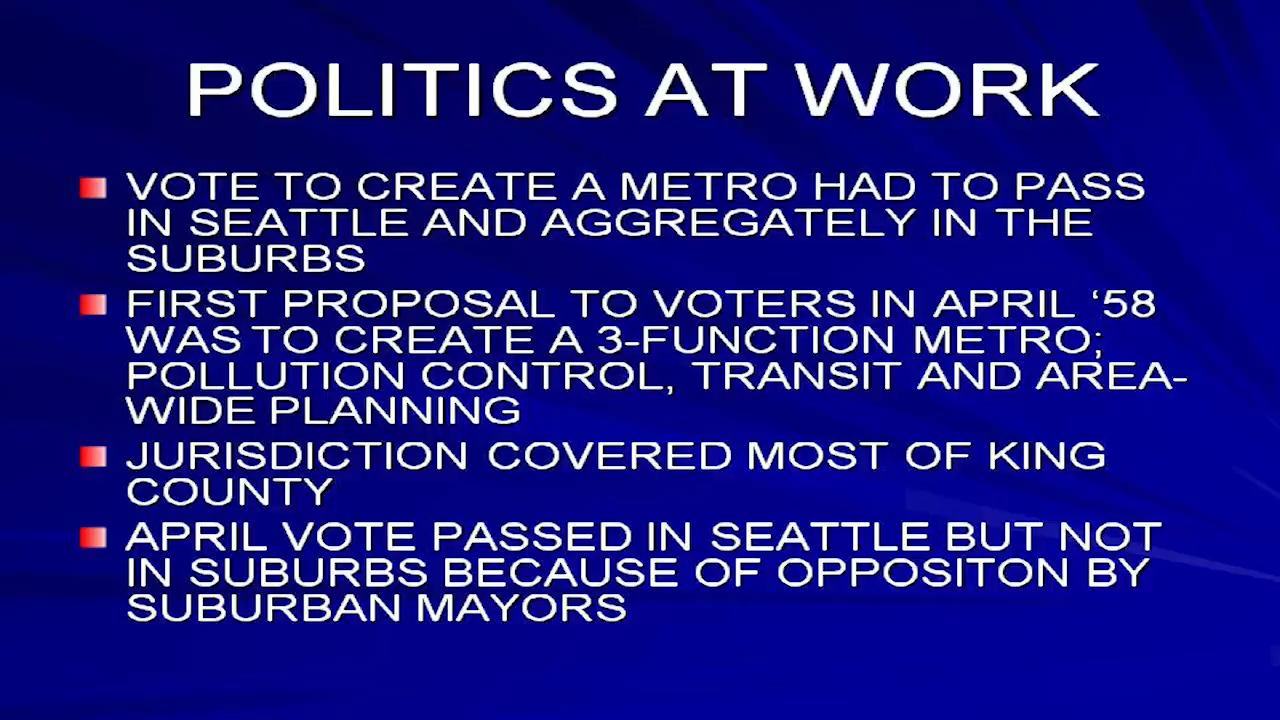 POLITICS AT WORK
VOTE TO CREATE A METRO HAD TO PASS
IN SEATTLE AND AGGREGATELY IN THE
SUBURBS
FIRST PROPOSAL TO VOTERS IN APRIL ‘58
WAS TO CREATE A 3-FUNCTION METRO;
POLLUTION CONTROL, TRANSIT AND AREA-
WIDE PLANNING
JURISDICTION COVERED MOST OF KING
COUNTY
APRIL VOTE PASSED IN SEATTLE BUT NOT
IN SUBURBS BECAUSE OF OPPOSITON BY
SUBURBAN MAYORS